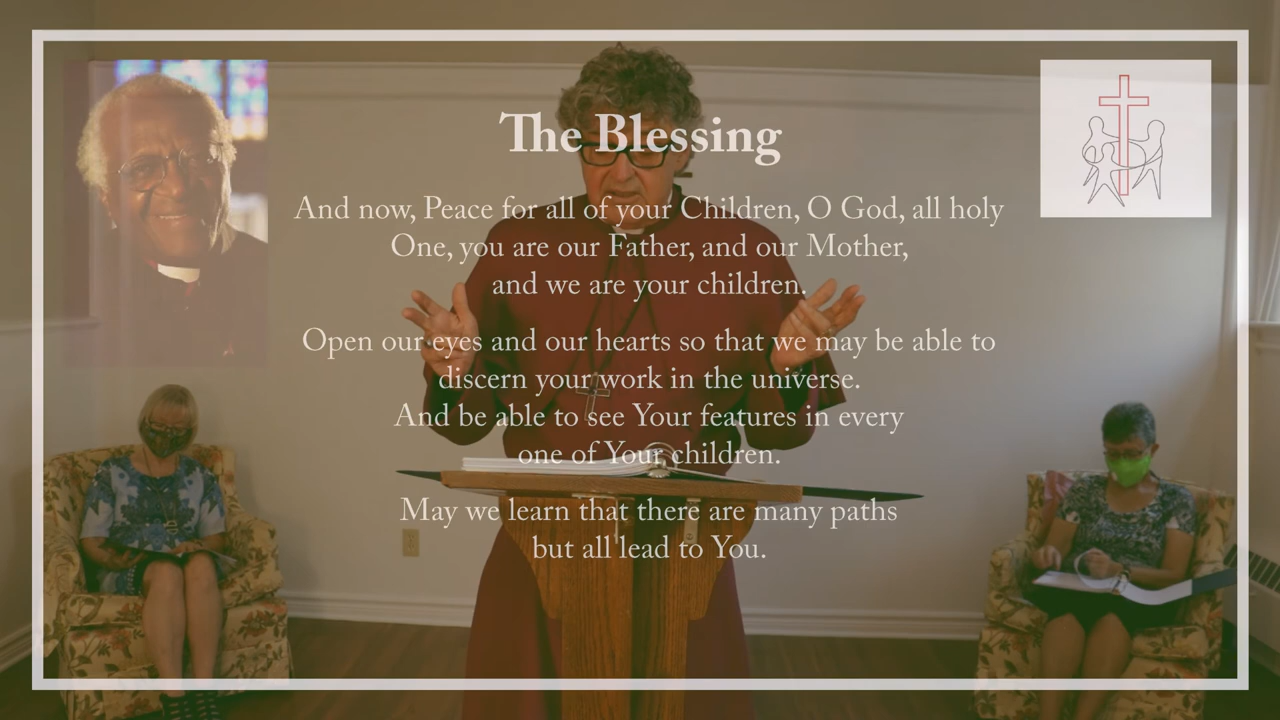 The Blessing
And now, Peace for all of your Children, O God, all holy
One, you are our Father, and our Mother,
and we are your children.
Open our eyes and our hearts so that we may be able to
discern your work in the universe.
And be able to see Your features in every
one of Your children.
May we learn that there are many paths
but all lead to You.